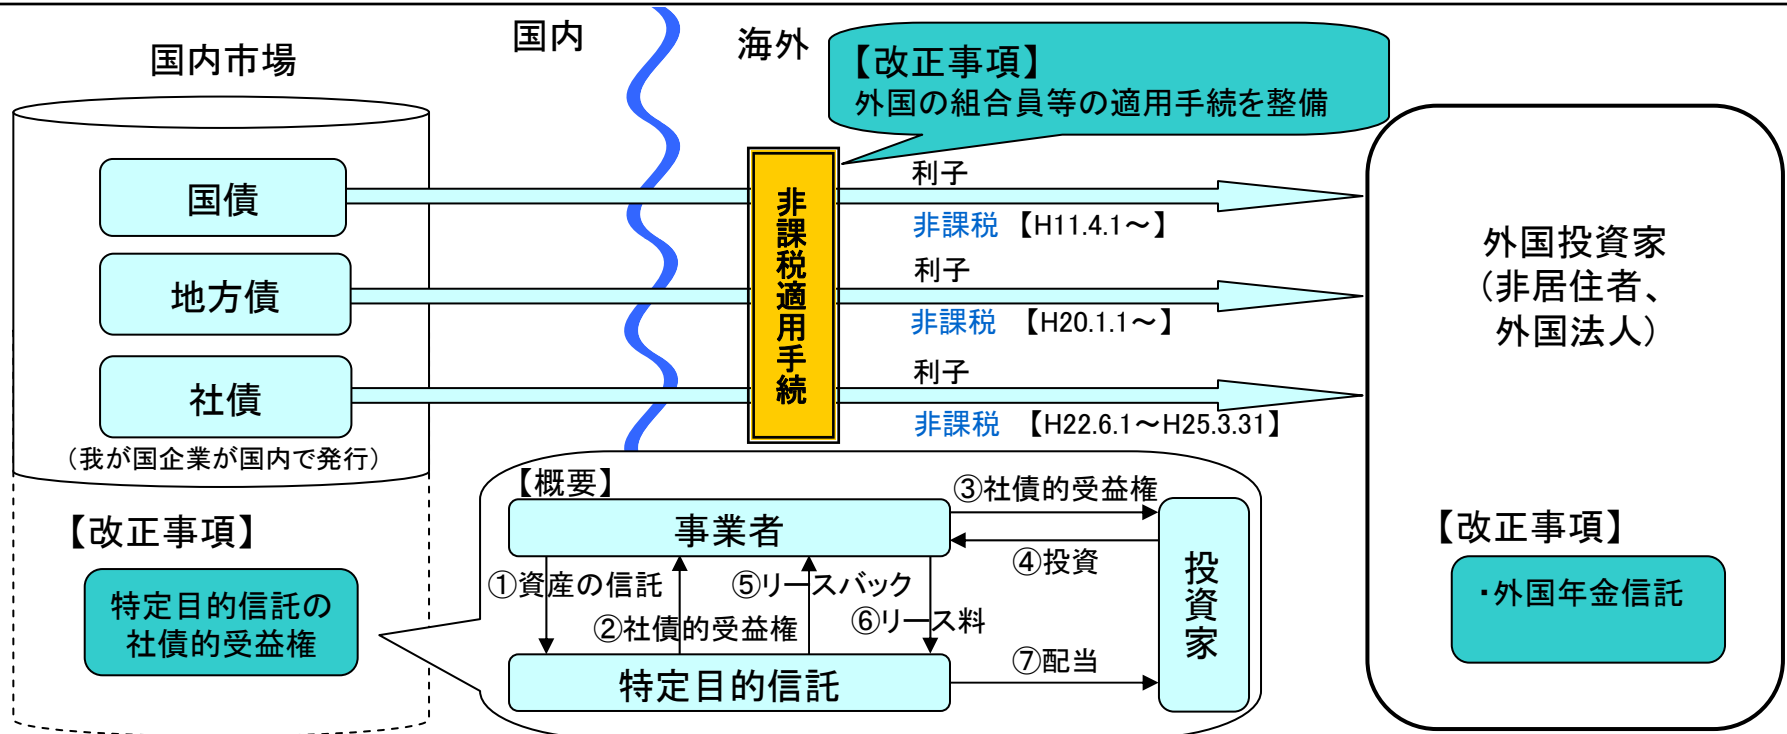 国内
海外
国内市場
【改正事項】
外国の組合員等の適用手続を整備
国債
地方債
社債
（我が国企業が国内で発行）
非課税適用手続
利子
非課税 【H11.4.1～】
利子
非課税 【H20.1.1～】
利子
非課税 【H22.6.1～H25.3.31】
外国投資家
（非居住者、
外国法人）
【改正事項】
特定目的信託の
社債的受益権
【概要】
事業者
③社債的受益権
④投資
①資産の信託
⑤リースバック
②社債的受益権
⑥リース料
特定目的信託
⑦配当
投資家
【改正事項】
・外国年金信託